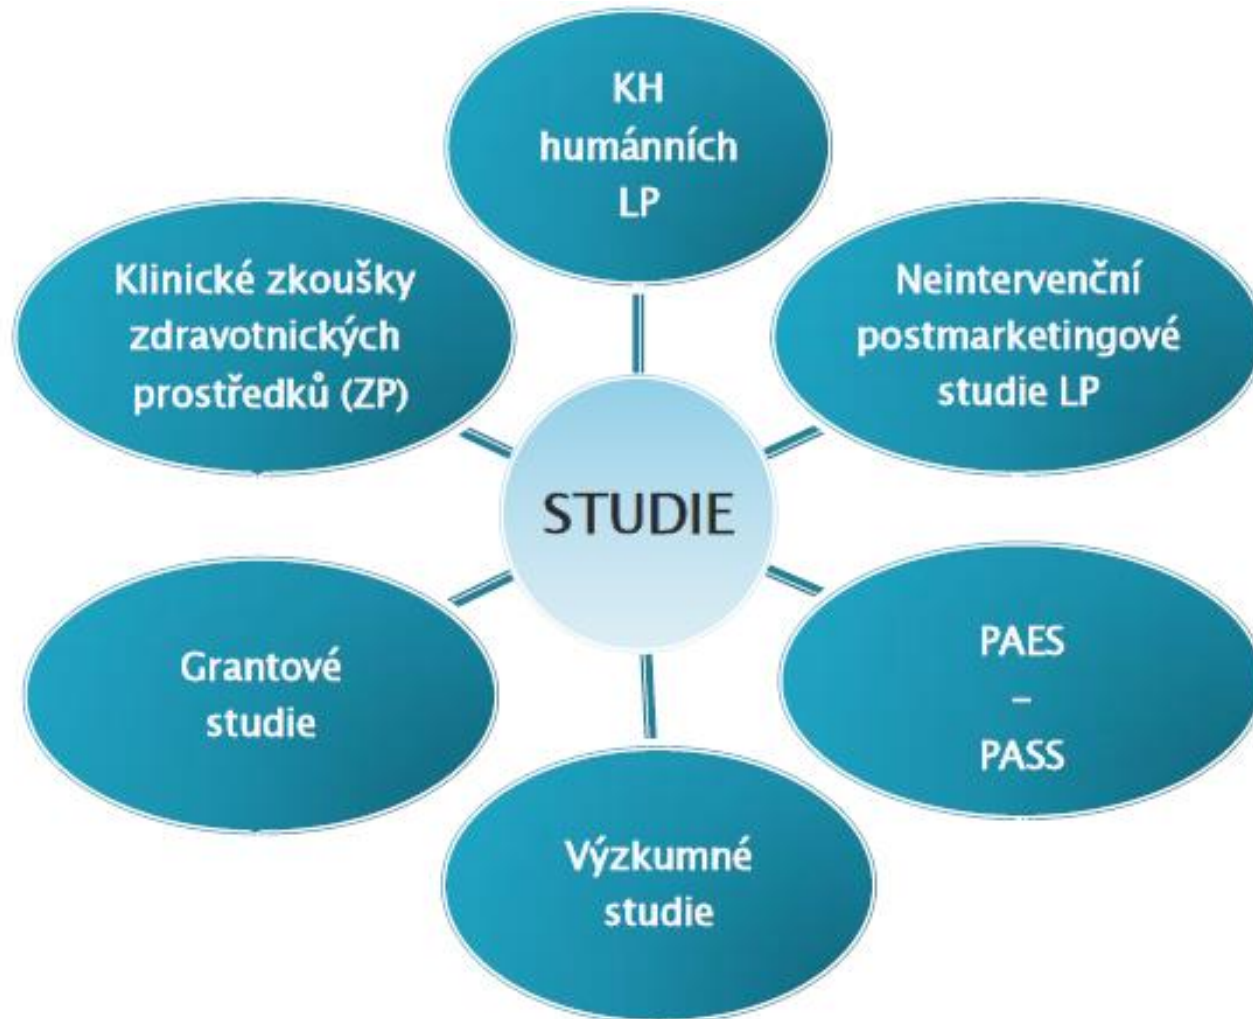 KH
humánních
LP
Klinické zkoušky
zdravotnických
prostředků (ZP)
Neintervenční
postmarketingové
studie LP
STUDIE
Grantové
studie
PAES
–
PASS
Výzkumné
studie